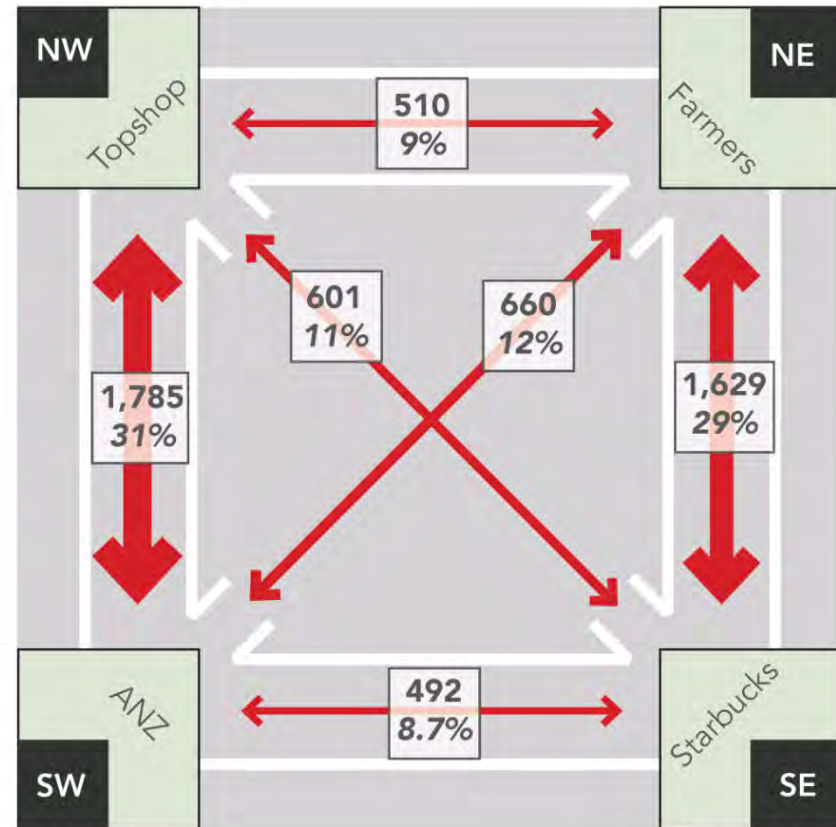 NW
NE
Topshop
Farmers
510
9%
601
11%
660
12%
1,785
31%
1,629
29%
492
8.7%
ANZ
Starbucks
SW
SE